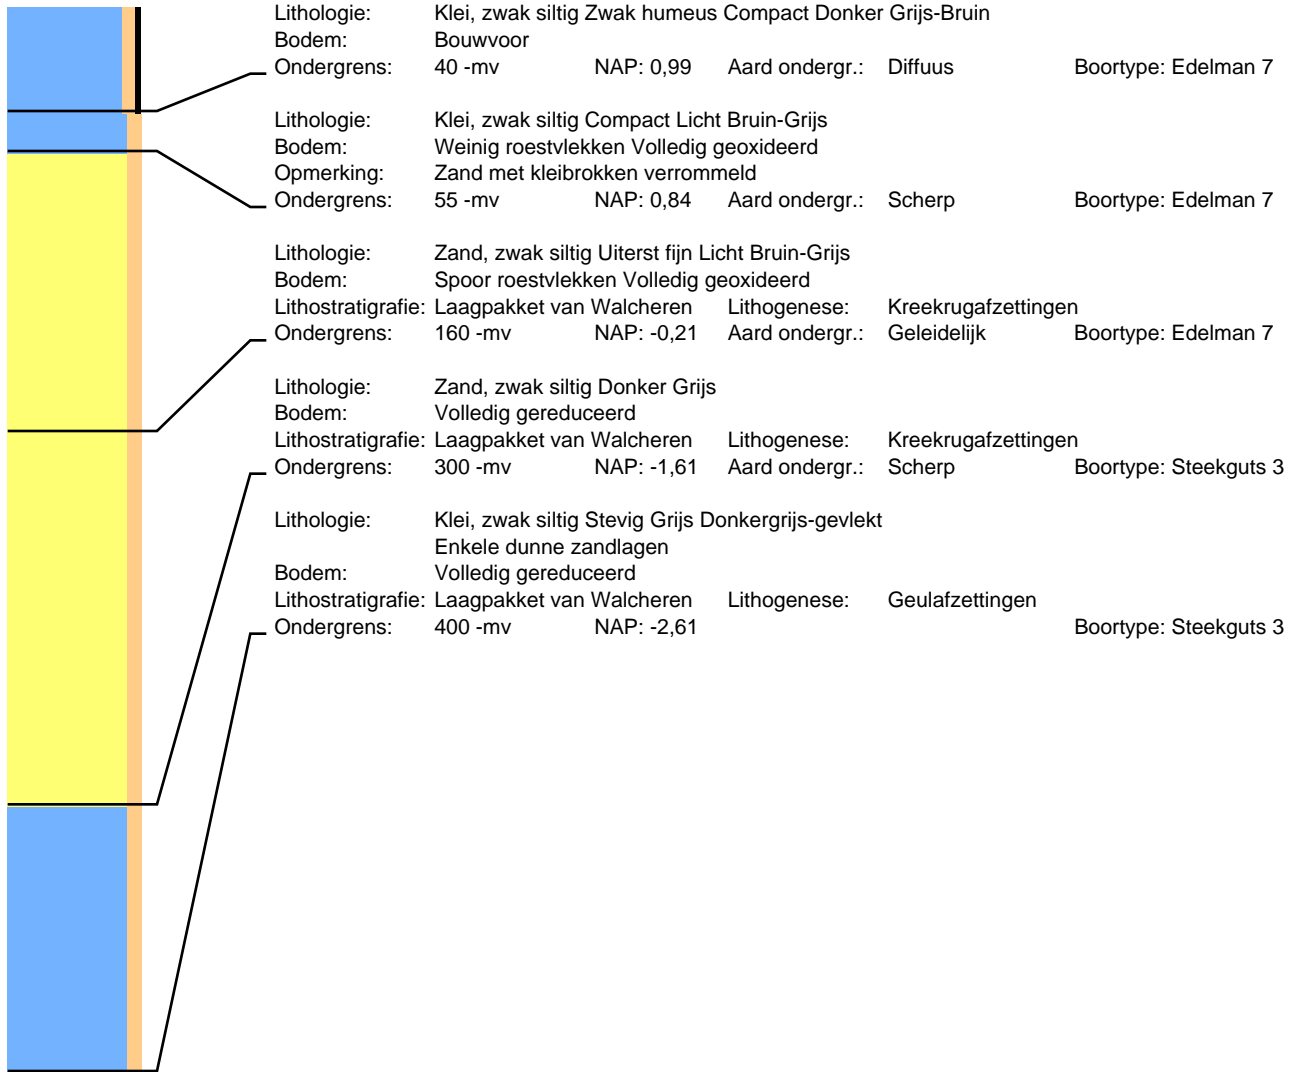 Lithologie: Klei, zwak siltig Zwak humeus Compact Donker Grijs-Bruin
Bodem: Bouwvoor
Ondergrens: 40 -mv NAP: 0,99 Aard ondergr.: Diffuus Boortype: Edelman 7
Lithologie: Klei, zwak siltig Compact Licht Bruin-Grijs
Bodem: Weinig roestvlekken Volledig geoxideerd
Opmerking: Zand met kleibrokken verrommeld
Ondergrens: 55 -mv NAP: 0,84 Aard ondergr.: Scherp Boortype: Edelman 7
Lithologie: Zand, zwak siltig Uiterst fijn Licht Bruin-Grijs
Bodem: Spoor roestvlekken Volledig geoxideerd
Lithostratigrafie: Laagpakket van Walcheren Lithogenese: Kreekrugafzettingen
Ondergrens: 160 -mv NAP: -0,21 Aard ondergr.: Geleidelijk Boortype: Edelman 7
Lithologie: Zand, zwak siltig Donker Grijs
Bodem: Volledig gereduceerd
Lithostratigrafie: Laagpakket van Walcheren Lithogenese: Kreekrugafzettingen
Ondergrens: 300 -mv NAP: -1,61 Aard ondergr.: Scherp Boortype: Steekguts 3
Lithologie: Klei, zwak siltig Stevig Grijs Donkergrijs-gevlekt
Enkele dunne zandlagen
Bodem: Volledig gereduceerd
Lithostratigrafie: Laagpakket van Walcheren Lithogenese: Geulafzettingen
Ondergrens: 400 -mv NAP: -2,61 Boortype: Steekguts 3